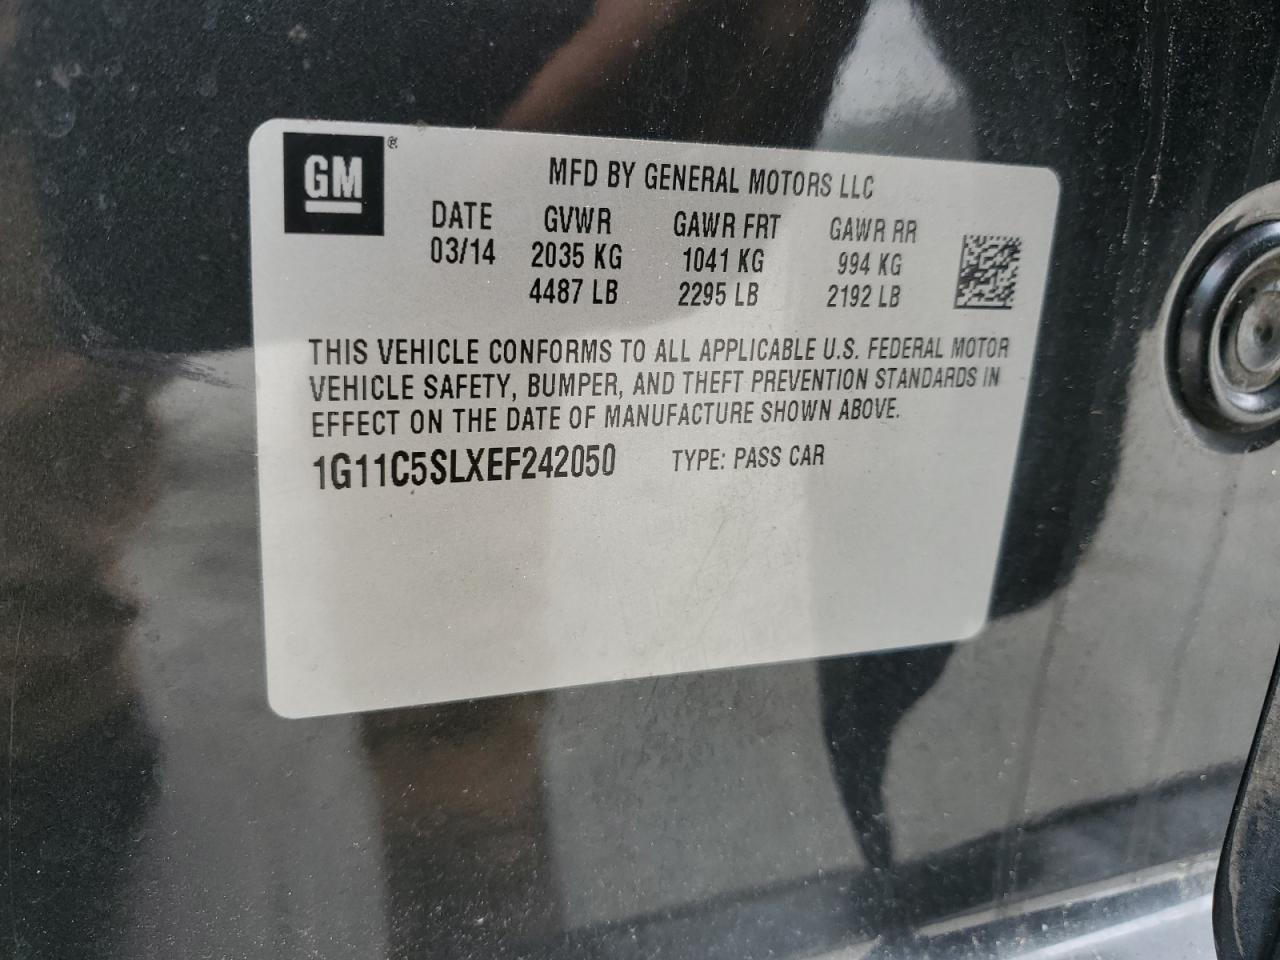 GM ®
MFD BY GENERAL MOTORS LLC
DATE GVWR GAWR FRT GAWR RR
03/14 2035 KG 1041 KG 994 KG
4487 LB 2295 LB 2192 LB
THIS VEHICLE CONFORMS TO ALL APPLICABLE U.S. FEDERAL MOTOR
VEHICLE SAFETY, BUMPER, AND THEFT PREVENTION STANDARDS IN
EFFECT ON THE DATE OF MANUFACTURE SHOWN ABOVE.
1G11C5SLXEF242050 TYPE: PASS CAR